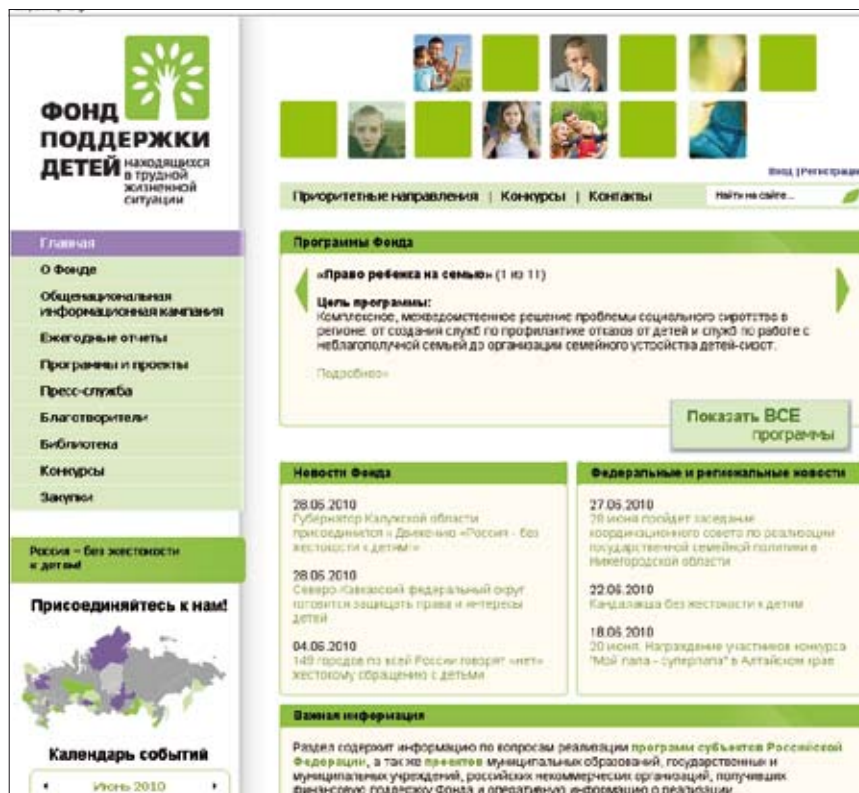 ФОНД
ПОДДЕРЖКИ
ДЕТЕЙ находящихся
в трудной
жизненной
ситуации
Вход | Регистрация
Приоритетные направления | Конкурсы | Контакты
Найти на сайте...
Главная
О Фонде
Общенациональная
информационная кампания
Ежегодные отчеты
Программы и проекты
Пресс-служба
Благотворители
Библиотека
Конкурсы
Закупки
Россия – без жестокости
к детям!
Присоединяйтесь к нам!
Календарь событий
Июнь 2010
Программы Фонда
«Право ребенка на семью» (1 из 11)
Цель программы:
Комплексное, межведомственное решение проблемы социального сиротства в
регионе: от создания служб по профилактике отказов от детей и служб по работе с
неблагополучной семьей до организации семейного устройства детей-сирот.
Подробнее»
Показать ВСЕ
программы
Новости Фонда
28.06.2010
Губернатор Калужской области
присоединился к Движению «Россия - без
жестокости к детям!»
28.06.2010
Северо-Кавказский федеральный округ
готовится защищать права и интересы
детей
04.06.2010
149 городов по всей России говорят «нет»
жестокому обращению с детьми
Федеральные и региональные новости
27.06.2010
28 июня пройдет заседание
координационного совета по реализации
государственной семейной политики в
Нижегородской области
22.06.2010
Кандалакша без жестокости к детям
18.06.2010
20 июня. Награждение участников конкурса
"Мой папа - суперпапа" в Алтайском крае
Важная информация
Раздел содержит информацию по вопросам реализации программ субъектов Российской
Федерации, а так же проектов муниципальных образований, государственных и
муниципальных учреждений, российских некоммерческих организаций, получивших
финансовую поддержку Фонда и оперативную информацию о реализации